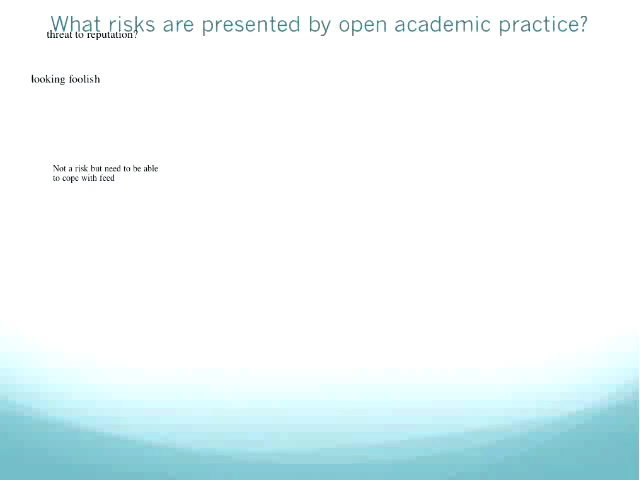 What risks are presented by open academic practice?
threat to reputation?
looking foolish
Not a risk but need to be able
to cope with feed